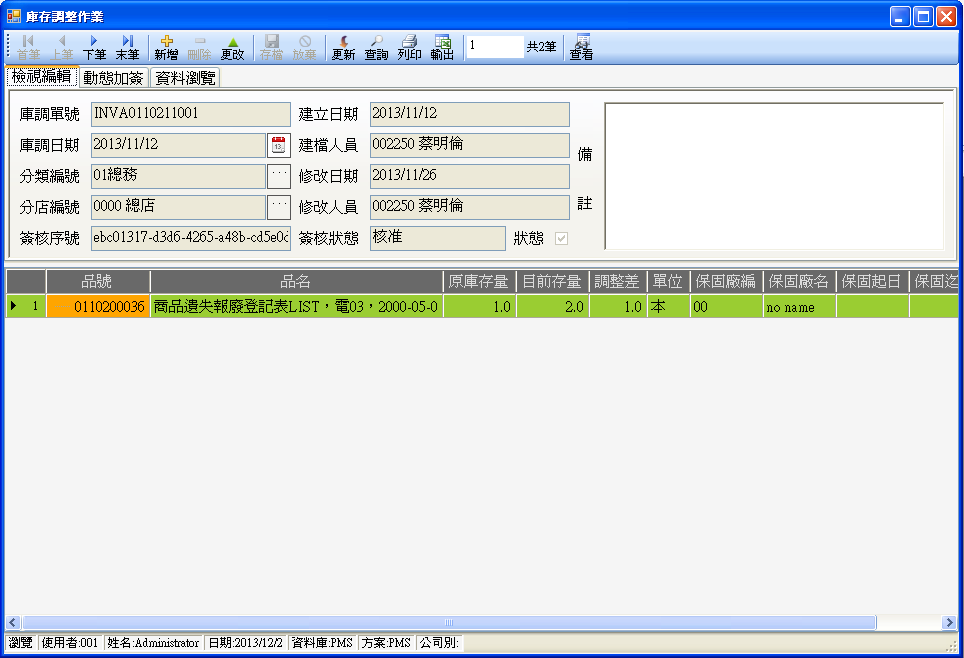 庫存調整作業
首筆 上筆 下筆 末筆 新增 刪除 更改 存檔 放棄 更新 查詢 列印 輸出 1 共2筆 查看
檢視編輯 動態加簽 資料瀏覽
庫調單號 INVA0110211001 建立日期 2013/11/12
庫調日期 2013/11/12 13 建檔人員 002250 蔡明倫 備
分類編號 01總務 ... 修改日期 2013/11/26
分店編號 0000 總店 ... 修改人員 002250 蔡明倫 註
簽核序號 ebc01317-d3d6-4265-a48b-cd5e0c 簽核狀態 核准 狀態
品號 品名 原庫存量 目前存量 調整差 單位 保固廠編 保固廠名 保固起日 保固迄
1 0110200036 商品遺失報廢登記表LIST，電03，2000-05-0 1.0 2.0 1.0 本 00 no name
瀏覽 使用者:001 姓名:Administrator 日期:2013/12/2 資料庫:PMS 方案:PMS 公司別: